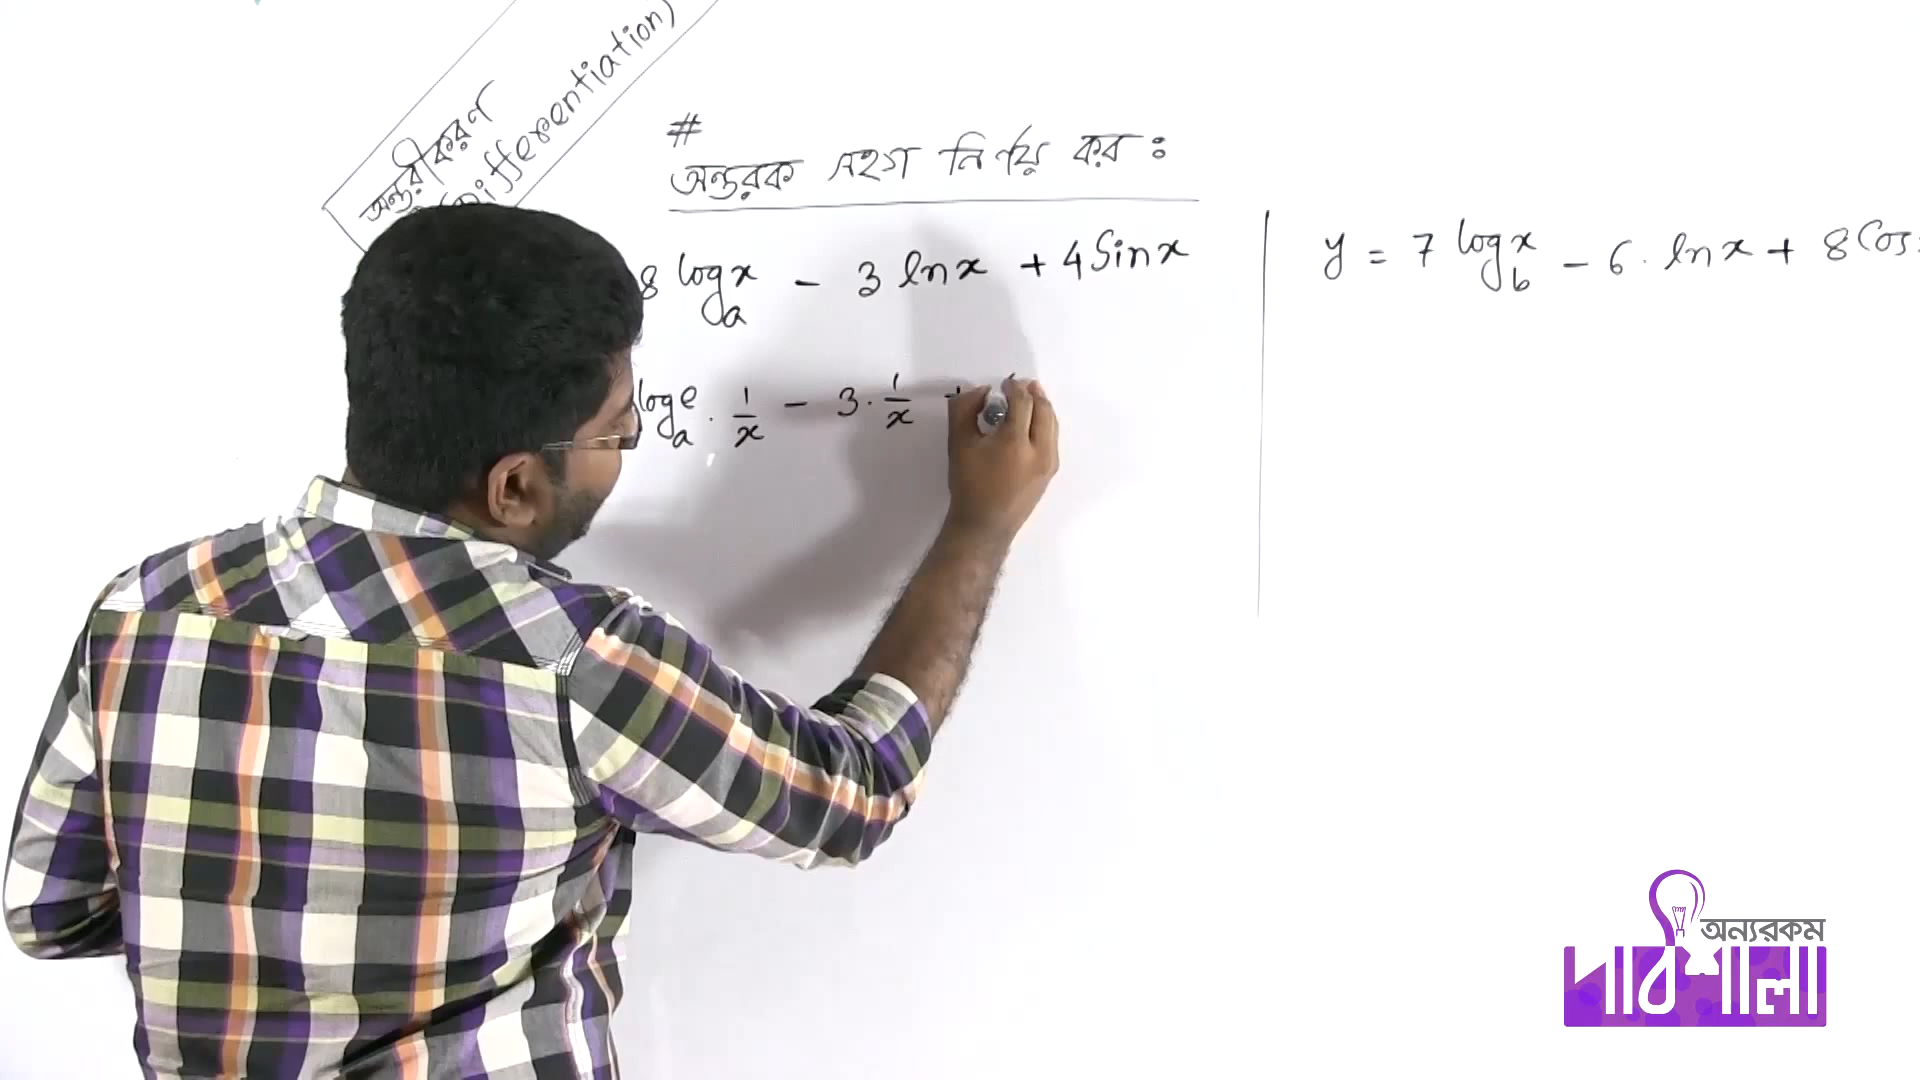 অন্তরীকরণ
(Differentiation)
#
অন্তরক সহগ নির্ণয় কর :
8 log_a x - 3 ln x + 4 Sin x
log_a e · 1/x - 3 · 1/x +
y = 7 log_b x - 6 · ln x + 8 Cos
অন্যরকম
পাঠশালা